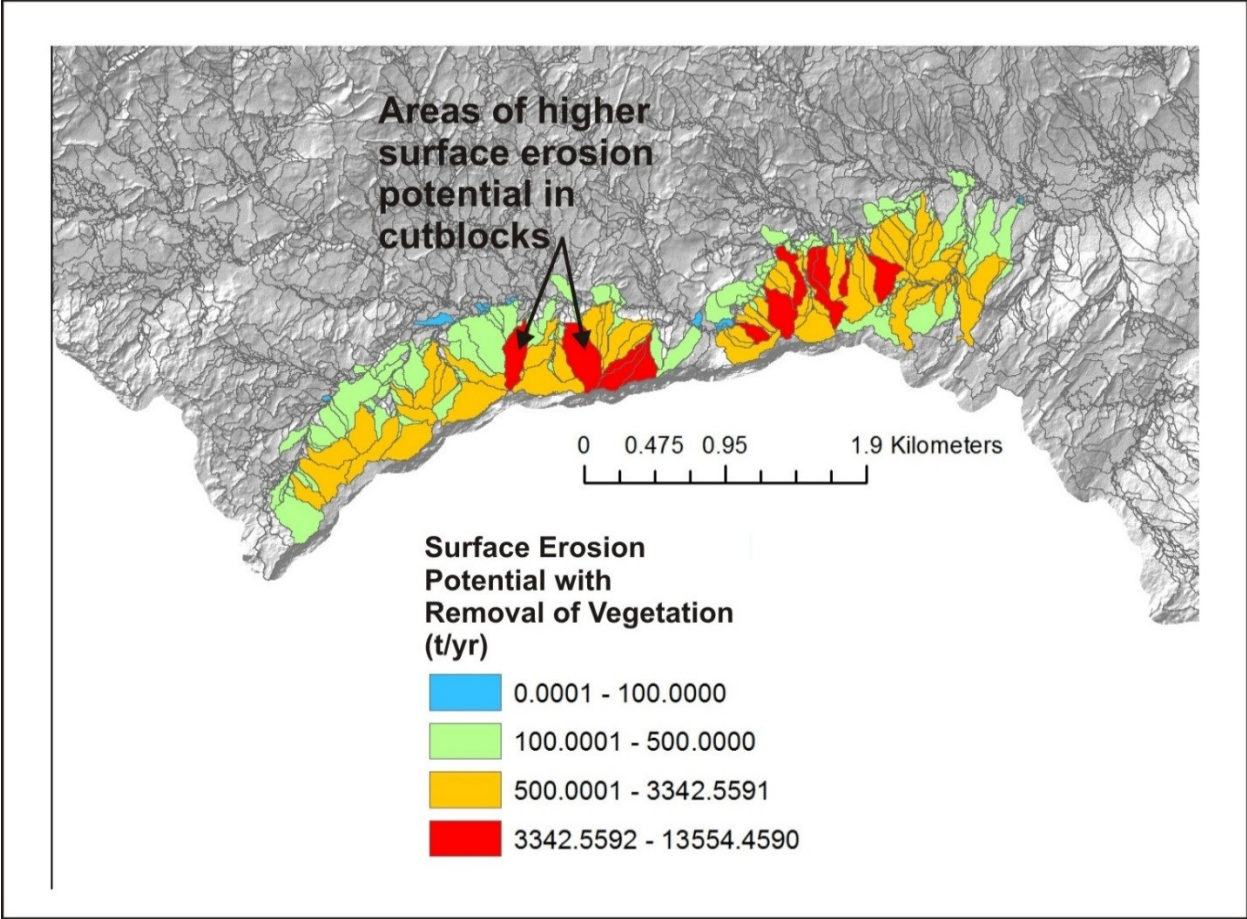 Areas of higher
surface erosion
potential in
cutblocks
0 0.475 0.95 1.9 Kilometers
Surface Erosion
Potential with
Removal of Vegetation
(t/yr)
0.0001 - 100.0000
100.0001 - 500.0000
500.0001 - 3342.5591
3342.5592 - 13554.4590